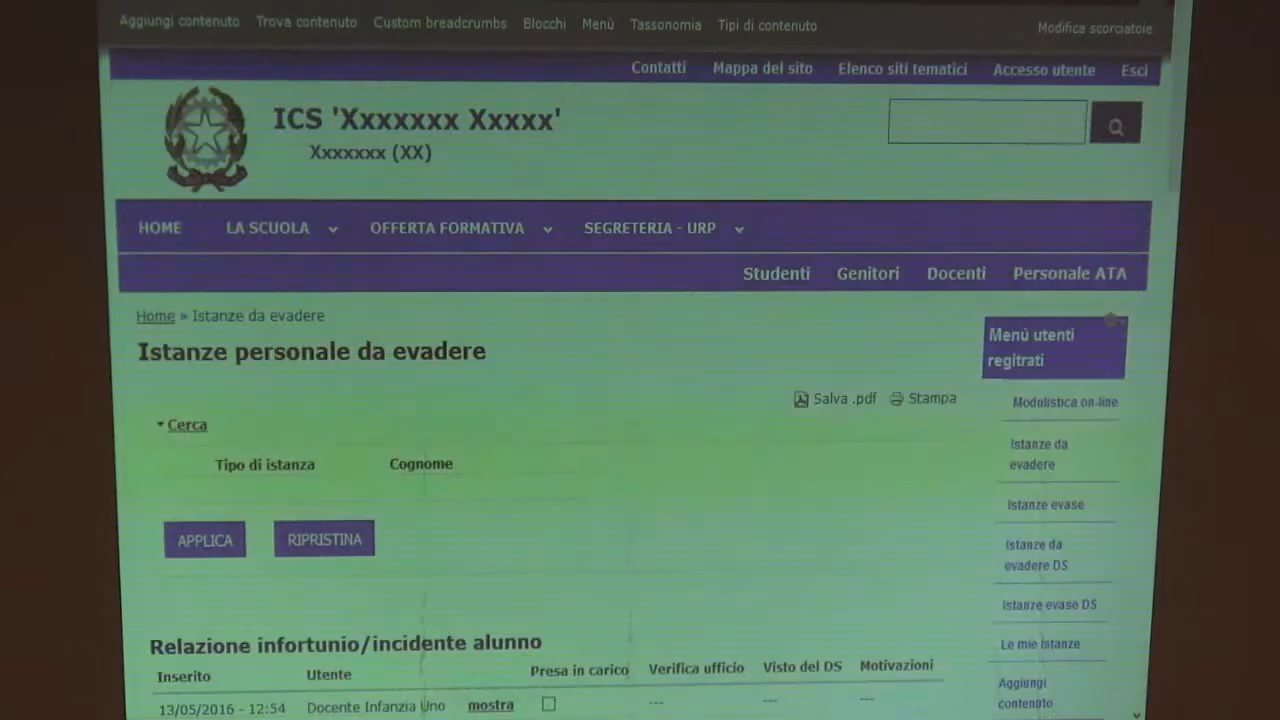 Aggiungi contenuto Trova contenuto Custom breadcrumbs Blocchi Menù Tassonomia Tipi di contenuto Modifica scorciatoie
Contatti Mappa del sito Elenco siti tematici Accesso utente Esci
ICS 'Xxxxxxx Xxxxx'
Xxxxxxx (XX)
HOME LA SCUOLA OFFERTA FORMATIVA SEGRETERIA - URP
Studenti Genitori Docenti Personale ATA
Home » Istanze da evadere
Istanze personale da evadere
Salva .pdf Stampa
Cerca
Tipo di istanza Cognome
APPLICA RIPRISTINA
Relazione infortunio/incidente alunno
Inserito Utente Presa in carico Verifica ufficio Visto del DS Motivazioni
13/05/2016 - 12:54 Docente Infanzia Uno mostra --- --- ---
Menú utenti
regitrati
Modulistica on-line
Istanze da
evadere
Istanze evase
Istanze da
evadere DS
Istanze evase DS
Le mie istanze
Aggiungi
contenuto